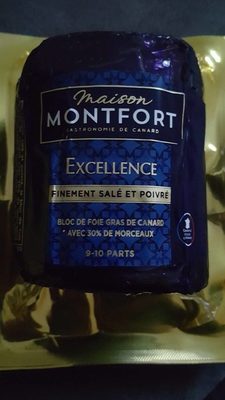 Maison
MONTFORT
GASTRONOMIE DE CANARD
EXCELLENCE
FINEMENT SALÉ ET POIVRÉ
BLOC DE FOIE GRAS DE CANARD
* AVEC 30% DE MORCEAUX
9-10 PARTS